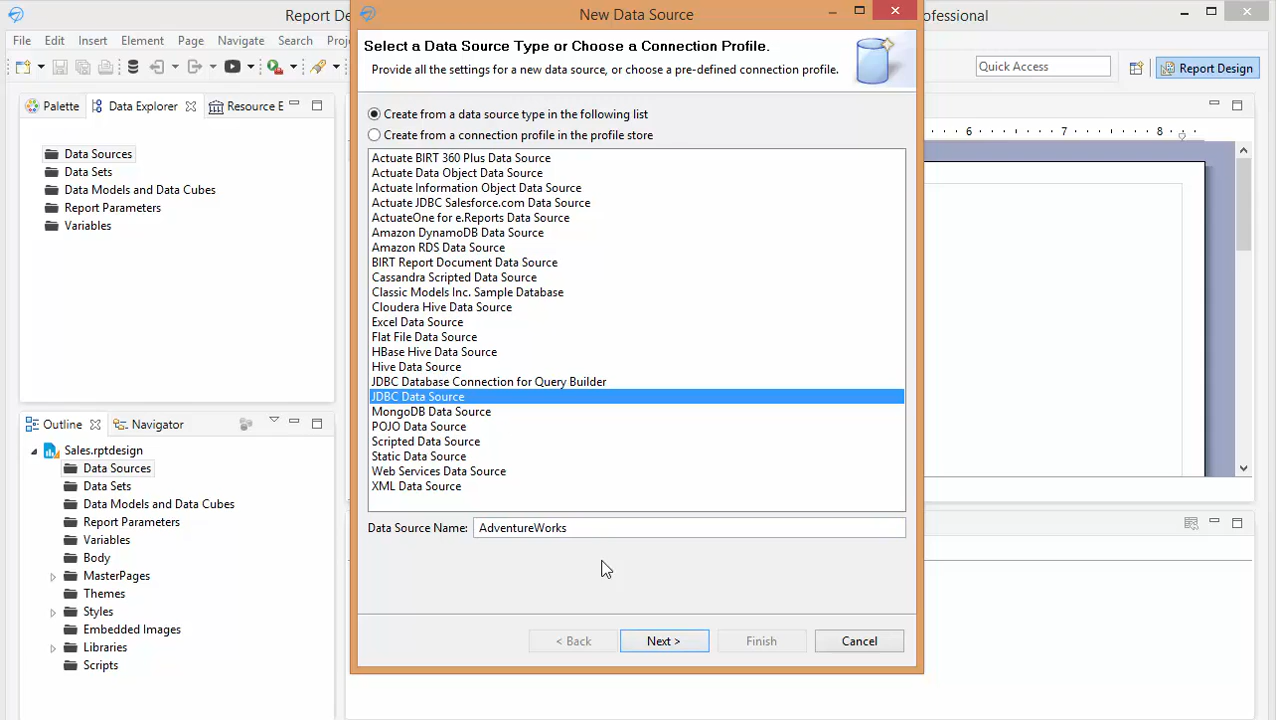 Report De
New Data Source
ofessional
File Edit Insert Element Page Navigate Search Proj
Select a Data Source Type or Choose a Connection Profile.
Provide all the settings for a new data source, or choose a pre-defined connection profile.
Quick Access
Report Design
Palette
Data Explorer
Resource E
Create from a data source type in the following list
Create from a connection profile in the profile store
6 7 8
Data Sources
Data Sets
Data Models and Data Cubes
Report Parameters
Variables
Actuate BIRT 360 Plus Data Source
Actuate Data Object Data Source
Actuate Information Object Data Source
Actuate JDBC Salesforce.com Data Source
ActuateOne for e.Reports Data Source
Amazon DynamoDB Data Source
Amazon RDS Data Source
BIRT Report Document Data Source
Cassandra Scripted Data Source
Classic Models Inc. Sample Database
Cloudera Hive Data Source
Excel Data Source
Flat File Data Source
HBase Hive Data Source
Hive Data Source
JDBC Database Connection for Query Builder
JDBC Data Source
MongoDB Data Source
POJO Data Source
Scripted Data Source
Static Data Source
Web Services Data Source
XML Data Source
Outline
Navigator
Sales.rptdesign
Data Sources
Data Sets
Data Models and Data Cubes
Report Parameters
Variables
Body
MasterPages
Themes
Styles
Embedded Images
Libraries
Scripts
Data Source Name: AdventureWorks
< Back
Next >
Finish
Cancel